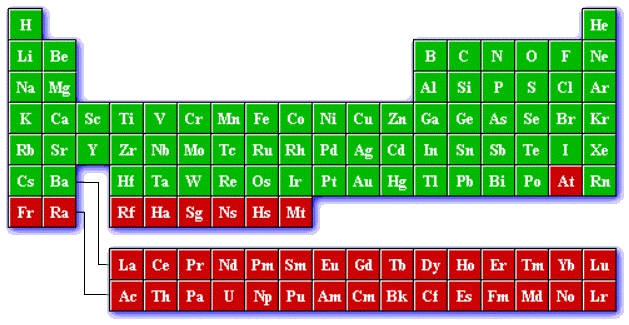 H He
Li Be B C N O F Ne
Na Mg Al Si P S Cl Ar
K Ca Sc Ti V Cr Mn Fe Co Ni Cu Zn Ga Ge As Se Br Kr
Rb Sr Y Zr Nb Mo Tc Ru Rh Pd Ag Cd In Sn Sb Te I Xe
Cs Ba Hf Ta W Re Os Ir Pt Au Hg Tl Pb Bi Po At Rn
Fr Ra Rf Ha Sg Ns Hs Mt
La Ce Pr Nd Pm Sm Eu Gd Tb Dy Ho Er Tm Yb Lu
Ac Th Pa U Np Pu Am Cm Bk Cf Es Fm Md No Lr